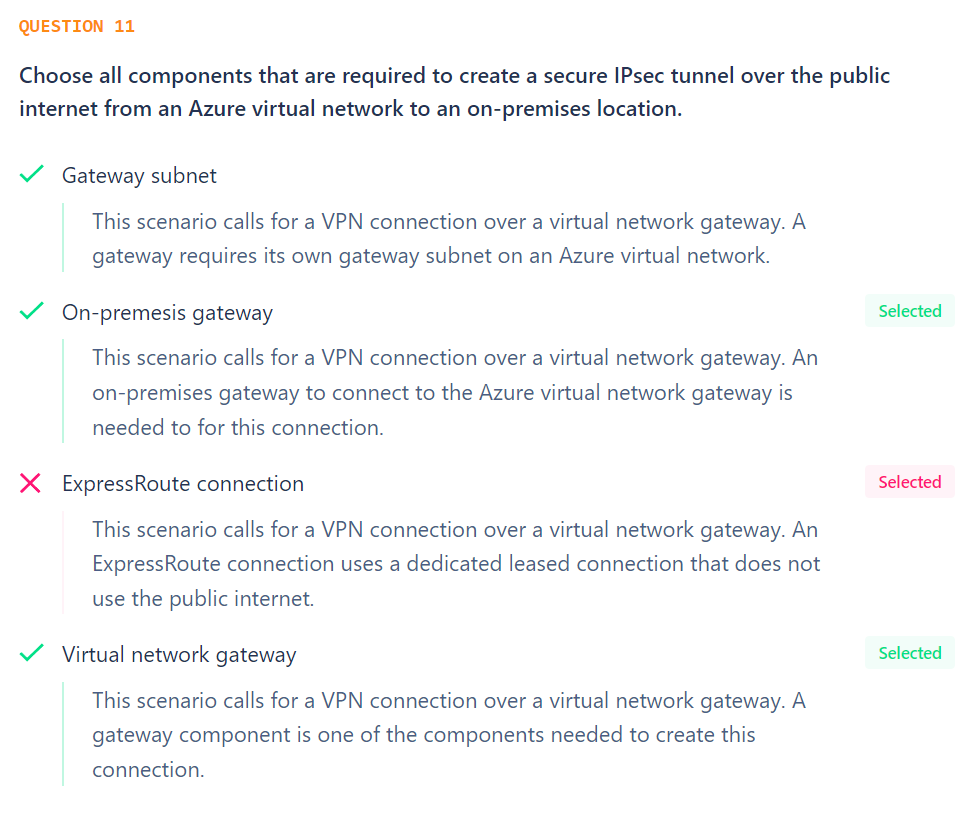 QUESTION 11
Choose all components that are required to create a secure IPsec tunnel over the public
internet from an Azure virtual network to an on-premises location.
Gateway subnet
This scenario calls for a VPN connection over a virtual network gateway. A
gateway requires its own gateway subnet on an Azure virtual network.
On-premesis gateway
Selected
This scenario calls for a VPN connection over a virtual network gateway. An
on-premises gateway to connect to the Azure virtual network gateway is
needed to for this connection.
ExpressRoute connection
Selected
This scenario calls for a VPN connection over a virtual network gateway. An
ExpressRoute connection uses a dedicated leased connection that does not
use the public internet.
Virtual network gateway
Selected
This scenario calls for a VPN connection over a virtual network gateway. A
gateway component is one of the components needed to create this
connection.